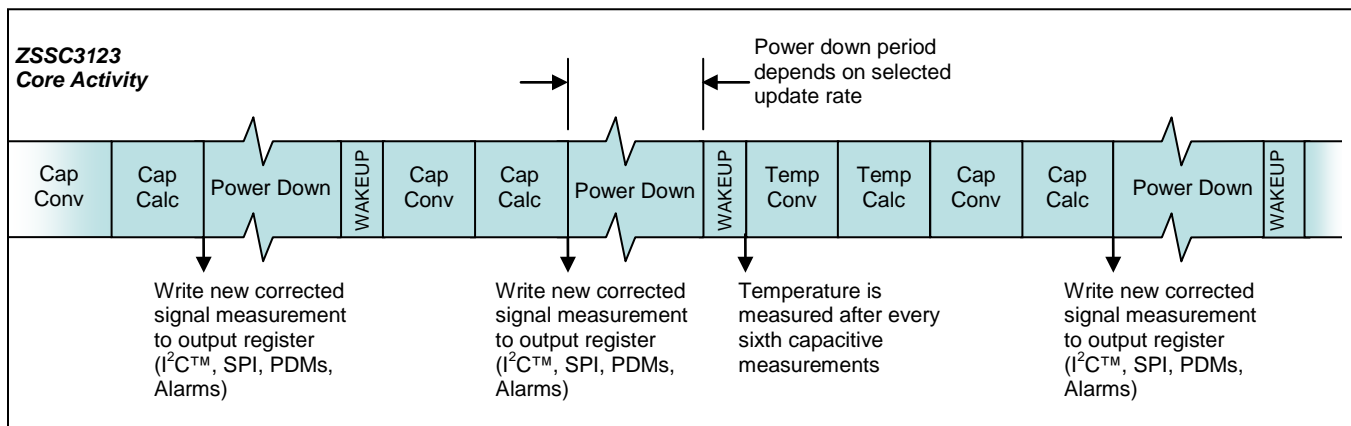 ZSSC3123
Core Activity
Power down period
depends on selected
update rate
Cap
Conv
Cap
Calc
Power Down
WAKEUP
Cap
Conv
Cap
Calc
Power Down
WAKEUP
Temp
Conv
Temp
Calc
Cap
Conv
Cap
Calc
Power Down
WAKEUP
Write new corrected
signal measurement
to output register
(I²C™, SPI, PDMs,
Alarms)
Write new corrected
signal measurement
to output register
(I²C™, SPI, PDMs,
Alarms)
Temperature is
measured after every
sixth capacitive
measurements
Write new corrected
signal measurement
to output register
(I²C™, SPI, PDMs,
Alarms)